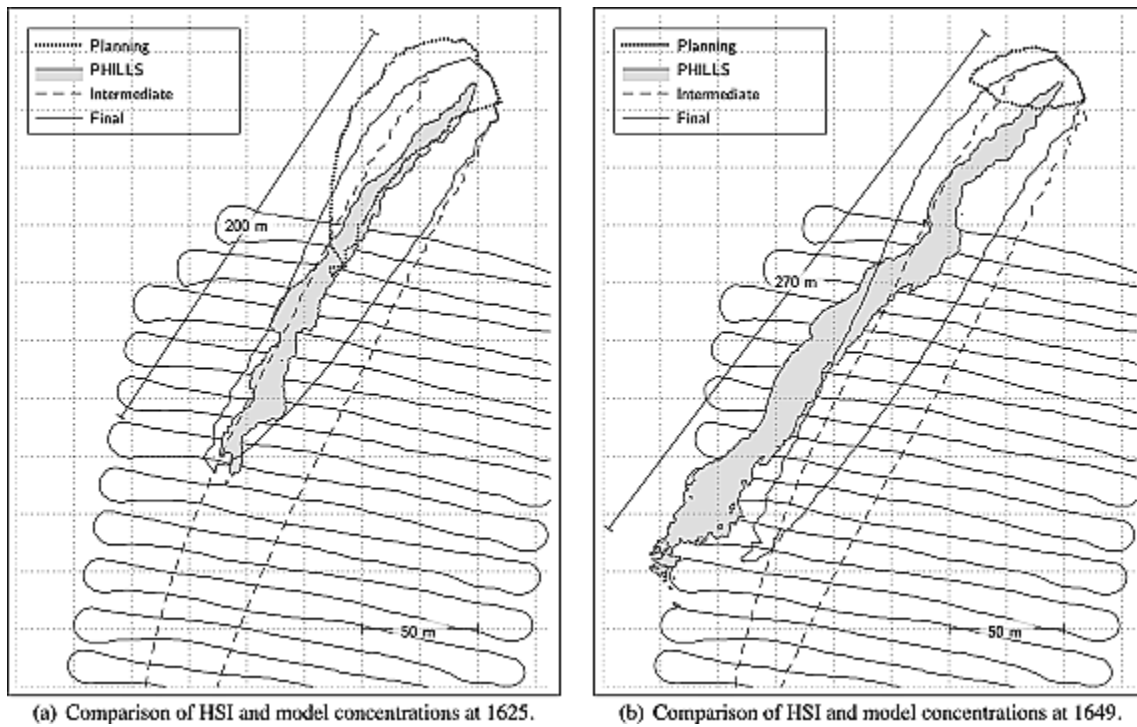 Planning
PHILLS
Intermediate
Final
200 m
50 m
(a) Comparison of HSI and model concentrations at 1625.
Planning
PHILLS
Intermediate
Final
270 m
50 m
(b) Comparison of HSI and model concentrations at 1649.